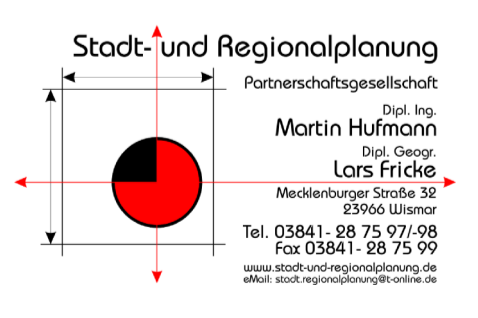 Stadt- und Regionalplanung
Partnerschaftsgesellschaft
Dipl. Ing.
Martin Hufmann
Dipl. Geogr.
Lars Fricke
Mecklenburger Straße 32
23966 Wismar
Tel. 03841- 28 75 97/-98
Fax 03841- 28 75 99
www.stadt-und-regionalplanung.de
eMail: stadt.regionalplanung@t-online.de